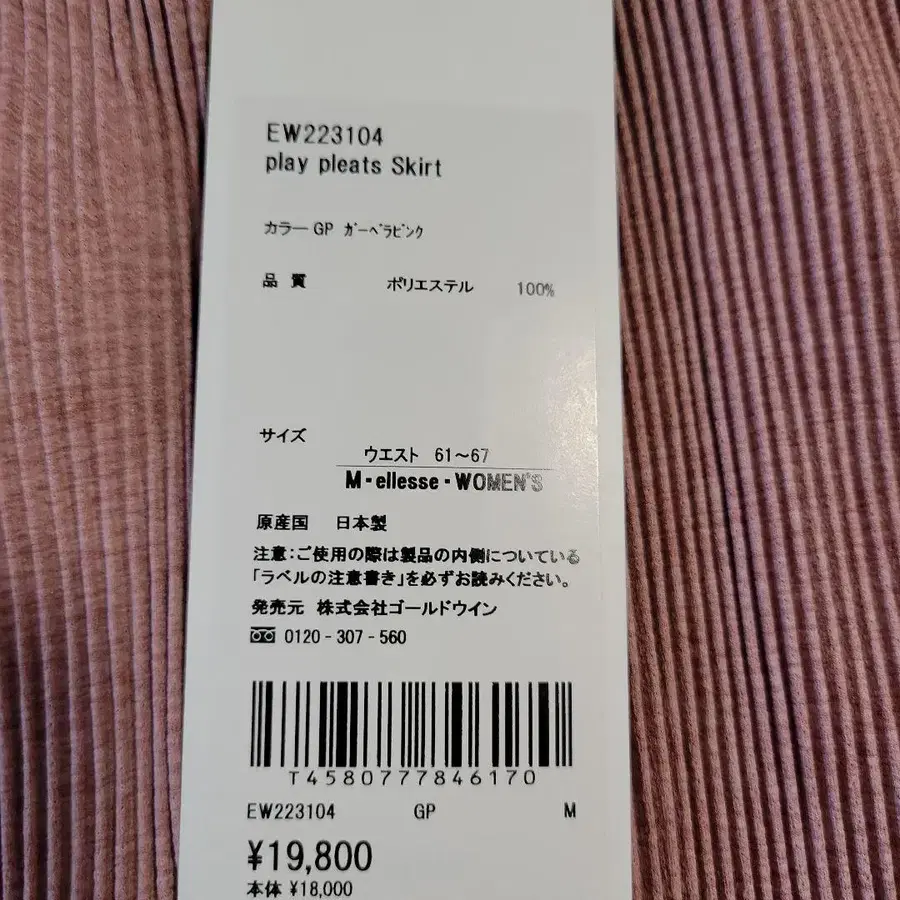 EW223104
play pleats Skirt
カラー GP ｶﾞｰﾍﾞﾗﾋﾟﾝｸ
品 質 ポリエステル 100%
サイズ
ウエスト 61～67
M・ellesse・WOMEN'S
原産国 日本製
注意：ご使用の際は製品の内側についている
「ラベルの注意書き」を必ずお読みください。
発売元 株式会社ゴールドウイン
0120 - 307 - 560
T4580777846170
EW223104 GP M
¥19,800
本体 ¥18,000